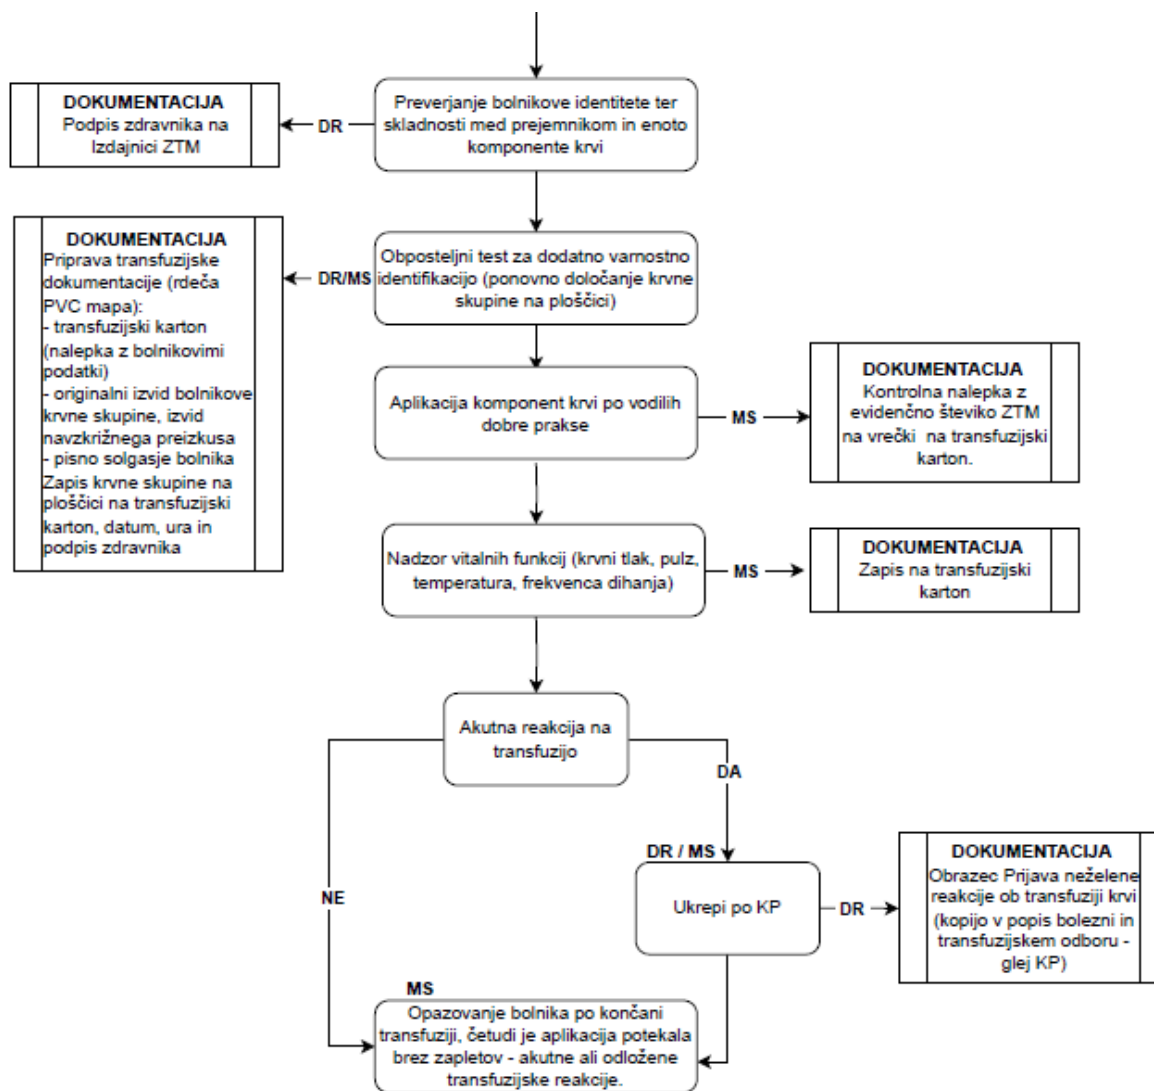 DOKUMENTACIJA
Podpis zdravnika na
Izdajnici ZTM
DR
Preverjanje bolnikove identitete ter
skladnosti med prejemnikom in enoto
komponente krvi
DOKUMENTACIJA
Priprava transfuzijske
dokumentacije (rdeča
PVC mapa):
- transfuzijski karton
(nalepka z bolnikovimi
podatki)
- originalni izvid bolnikove
krvne skupine, izvid
navzkrižnega preizkusa
- pisno solgasje bolnika
Zapis krvne skupine na
ploščici na transfuzijski
karton, datum, ura in
podpis zdravnika
DR/MS
Obposteljni test za dodatno varnostno
identifikacijo (ponovno določanje krvne
skupine na ploščici)
Aplikacija komponent krvi po vodilih
dobre prakse
MS
DOKUMENTACIJA
Kontrolna nalepka z
evidenčno številko ZTM
na vrečki na transfuzijski
karton.
Nadzor vitalnih funkcij (krvni tlak, pulz,
temperatura, frekvenca dihanja)
MS
DOKUMENTACIJA
Zapis na transfuzijski
karton
Akutna reakcija na
transfuzijo
NE
DA
DR / MS
Ukrepi po KP
DR
DOKUMENTACIJA
Obrazec Prijava neželene
reakcije ob transfuziji krvi
(kopijo v popis bolezni in
transfuzijskem odboru -
glej KP)
MS
Opazovanje bolnika po končani
transfuziji, četudi je aplikacija potekala
brez zapletov - akutne ali odložene
transfuzijske reakcije.